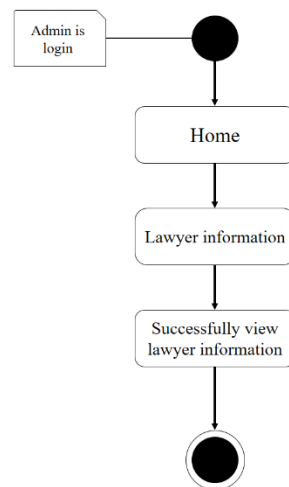 Admin is
login
Home
Lawyer information
Successfully view
lawyer information